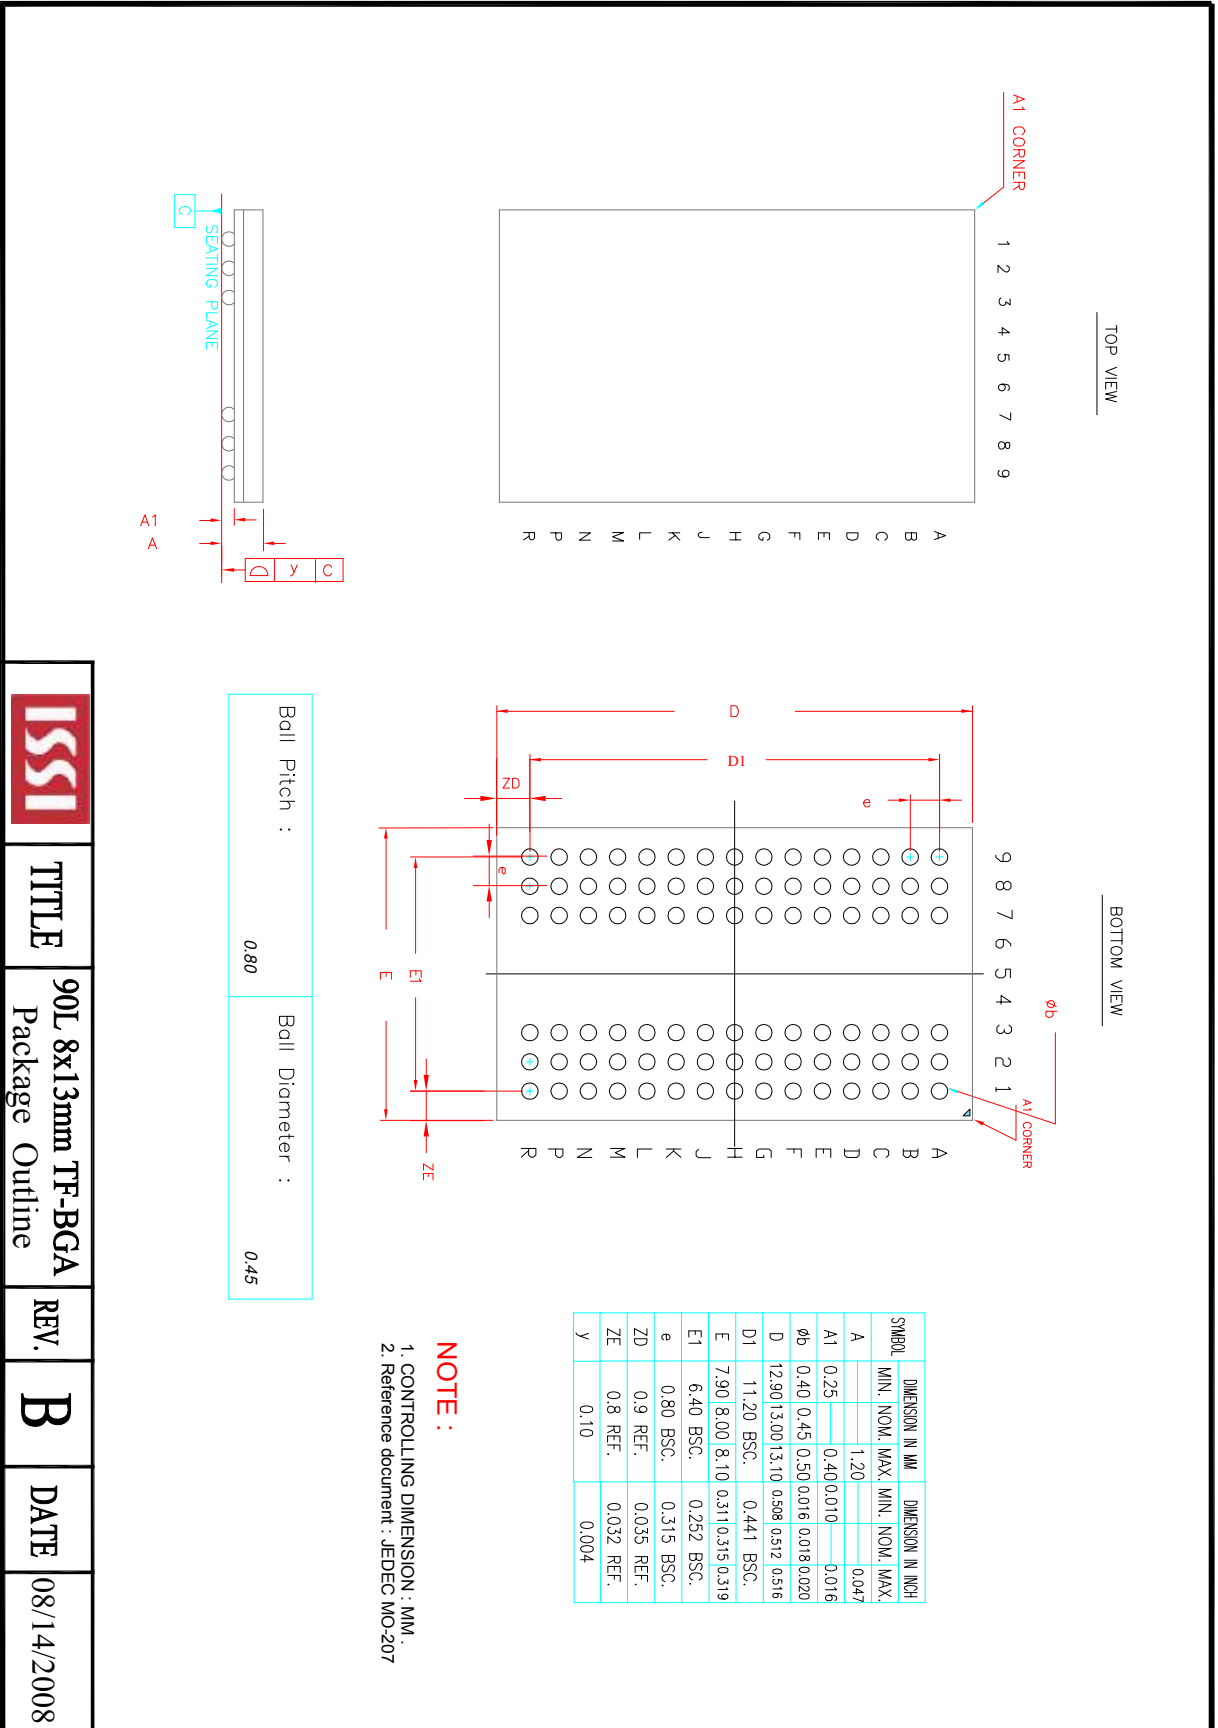 TOP VIEW
A1 CORNER
1 2 3 4 5 6 7 8 9
A
B
C
D
E
F
G
H
J
K
L
M
N
P
R
C
SEATING PLANE
A1
A
y C
BOTTOM VIEW
Øb
9 8 7 6 5 4 3 2 1
A1 CORNER
A
B
C
D
E
F
G
H
J
K
L
M
N
P
R
D
D1
ZD
e
e
E1
E
ZE
SYMBOL DIMENSION IN MM DIMENSION IN INCH
MIN. NOM. MAX. MIN. NOM. MAX.
A 1.20 0.047
A1 0.25 0.40 0.010 0.016
Øb 0.40 0.45 0.50 0.016 0.018 0.020
D 12.90 13.00 13.10 0.508 0.512 0.516
D1 11.20 BSC. 0.441 BSC.
E 7.90 8.00 8.10 0.311 0.315 0.319
E1 6.40 BSC. 0.252 BSC.
e 0.80 BSC. 0.315 BSC.
ZD 0.9 REF. 0.035 REF.
ZE 0.8 REF. 0.032 REF.
y 0.10 0.004
NOTE :
1. CONTROLLING DIMENSION : MM .
2. Reference document : JEDEC MO-207
Ball Pitch : 0.80
Ball Diameter : 0.45
ISSI
TITLE
90L 8x13mm TF-BGA
Package Outline
REV.
B
DATE
08/14/2008